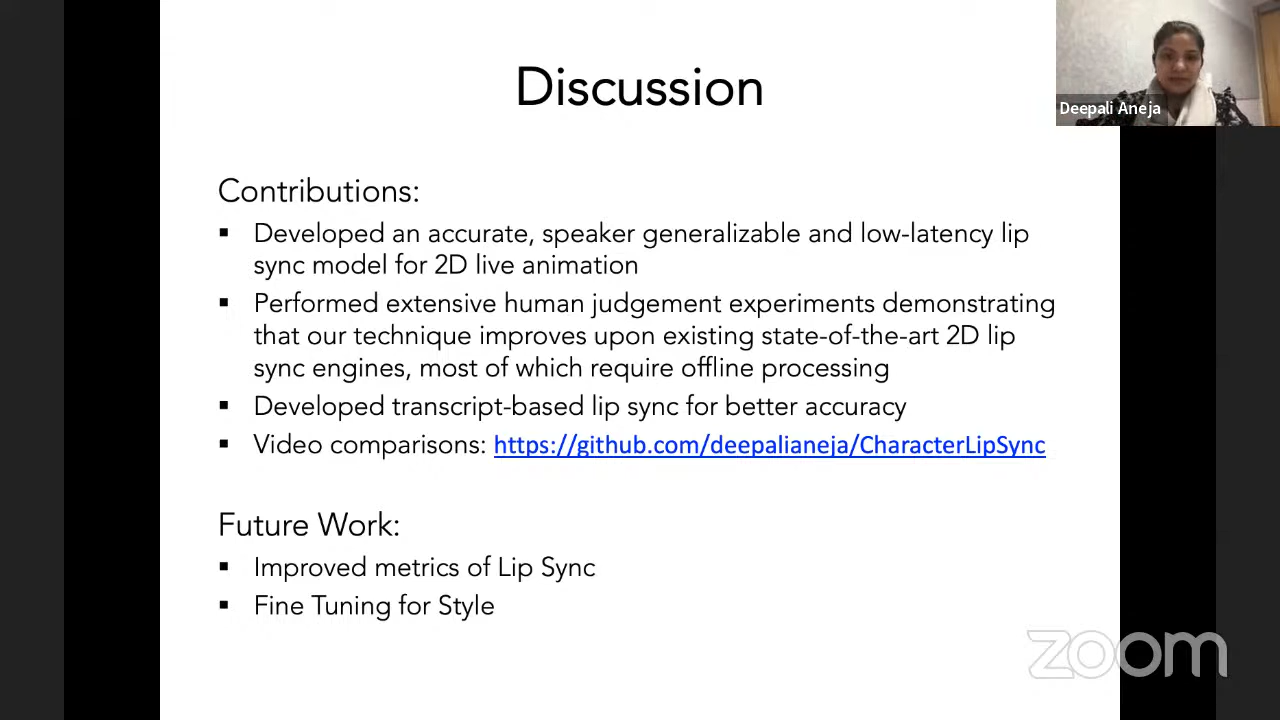 Discussion
Deepali Aneja
Contributions:
▪ Developed an accurate, speaker generalizable and low-latency lip
sync model for 2D live animation
▪ Performed extensive human judgement experiments demonstrating
that our technique improves upon existing state-of-the-art 2D lip
sync engines, most of which require offline processing
▪ Developed transcript-based lip sync for better accuracy
▪ Video comparisons: https://github.com/deepalianeja/CharacterLipSync
Future Work:
▪ Improved metrics of Lip Sync
▪ Fine Tuning for Style
zoom